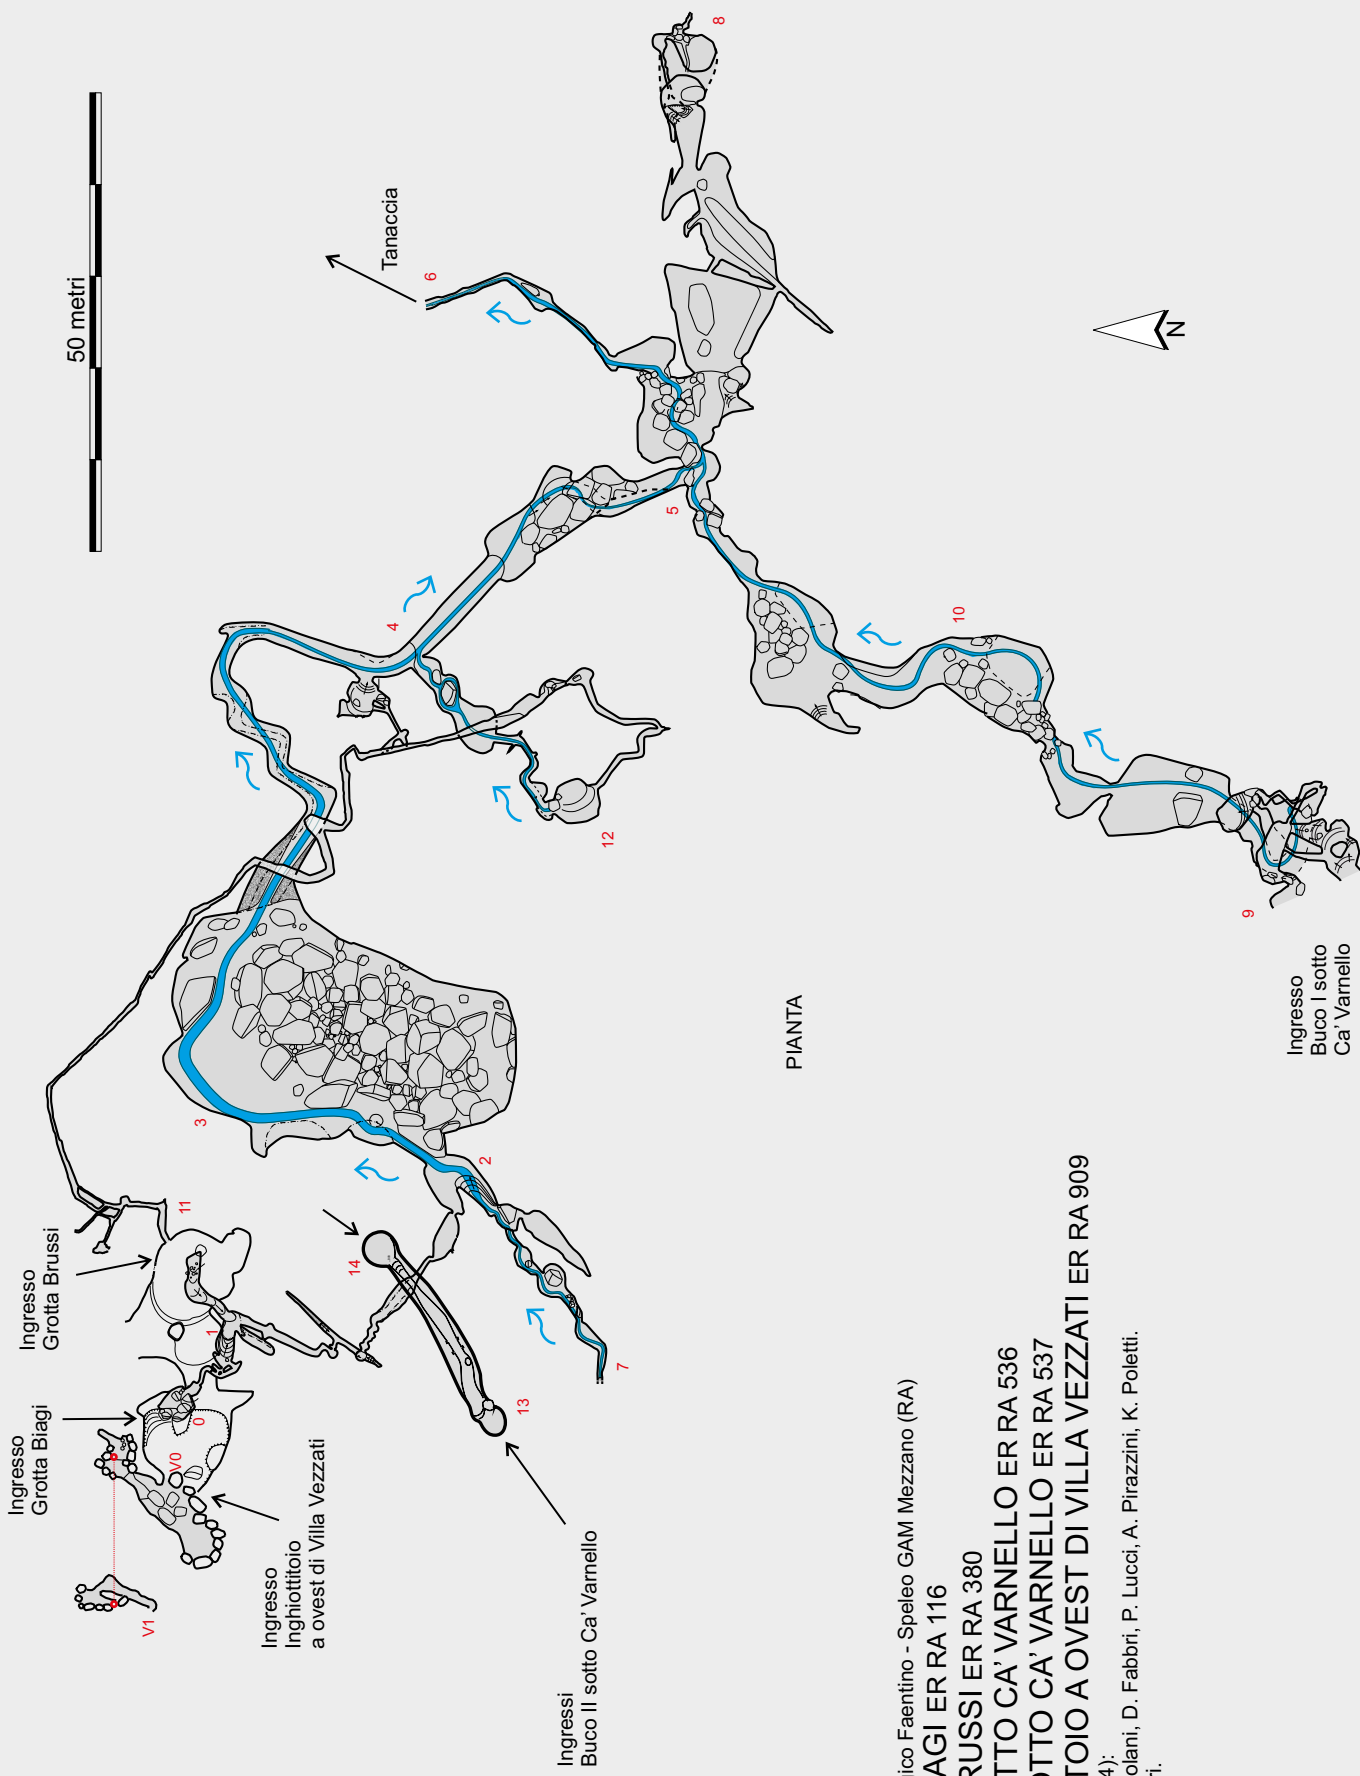 50 metri
Tanaccia
8
6
5
4
10
12
9
3
2
11
14
1
0
V0
7
13
V1
N
PIANTA
Ingresso
Grotta Brussi
Ingresso
Grotta Biagi
Ingresso
Inghiottitoio
a ovest di Villa Vezzati
Ingressi
Buco II sotto Ca' Varnello
Ingresso
Buco I sotto
Ca' Varnello
ico Faentino - Speleo GAM Mezzano (RA)
AGI ER RA 116
RUSSI ER RA 380
TTO CA' VARNELLO ER RA 536
OTTO CA' VARNELLO ER RA 537
TOIO A OVEST DI VILLA VEZZATI ER RA 909
4):
olani, D. Fabbri, P. Lucci, A. Pirazzini, K. Poletti.
ri.